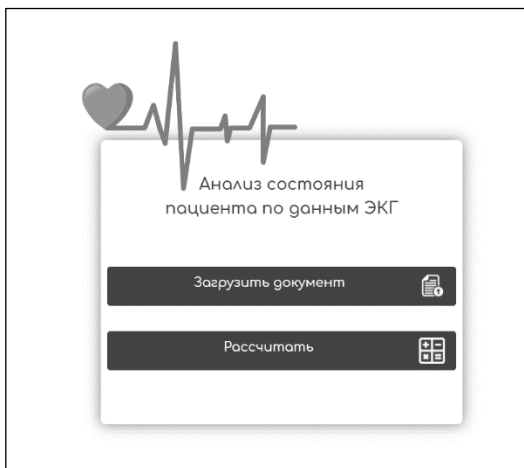 Анализ состояния
пациента по данным ЭКГ
Загрузить документ
Рассчитать